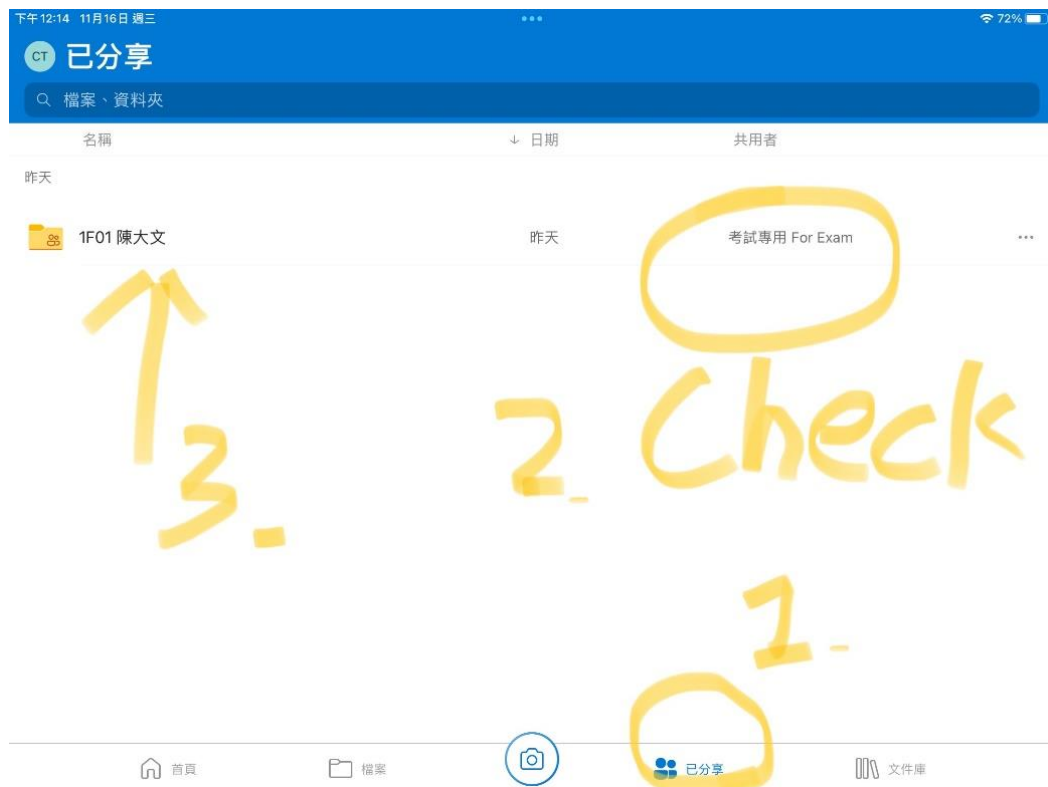 下午12:14 11月16日 週三 72%
CT 已分享
檔案、資料夾
名稱 ↓ 日期 共用者
昨天
1F01 陳大文 昨天 考試專用 For Exam
3. 2. Check
1.
首頁 檔案 已分享 文件庫